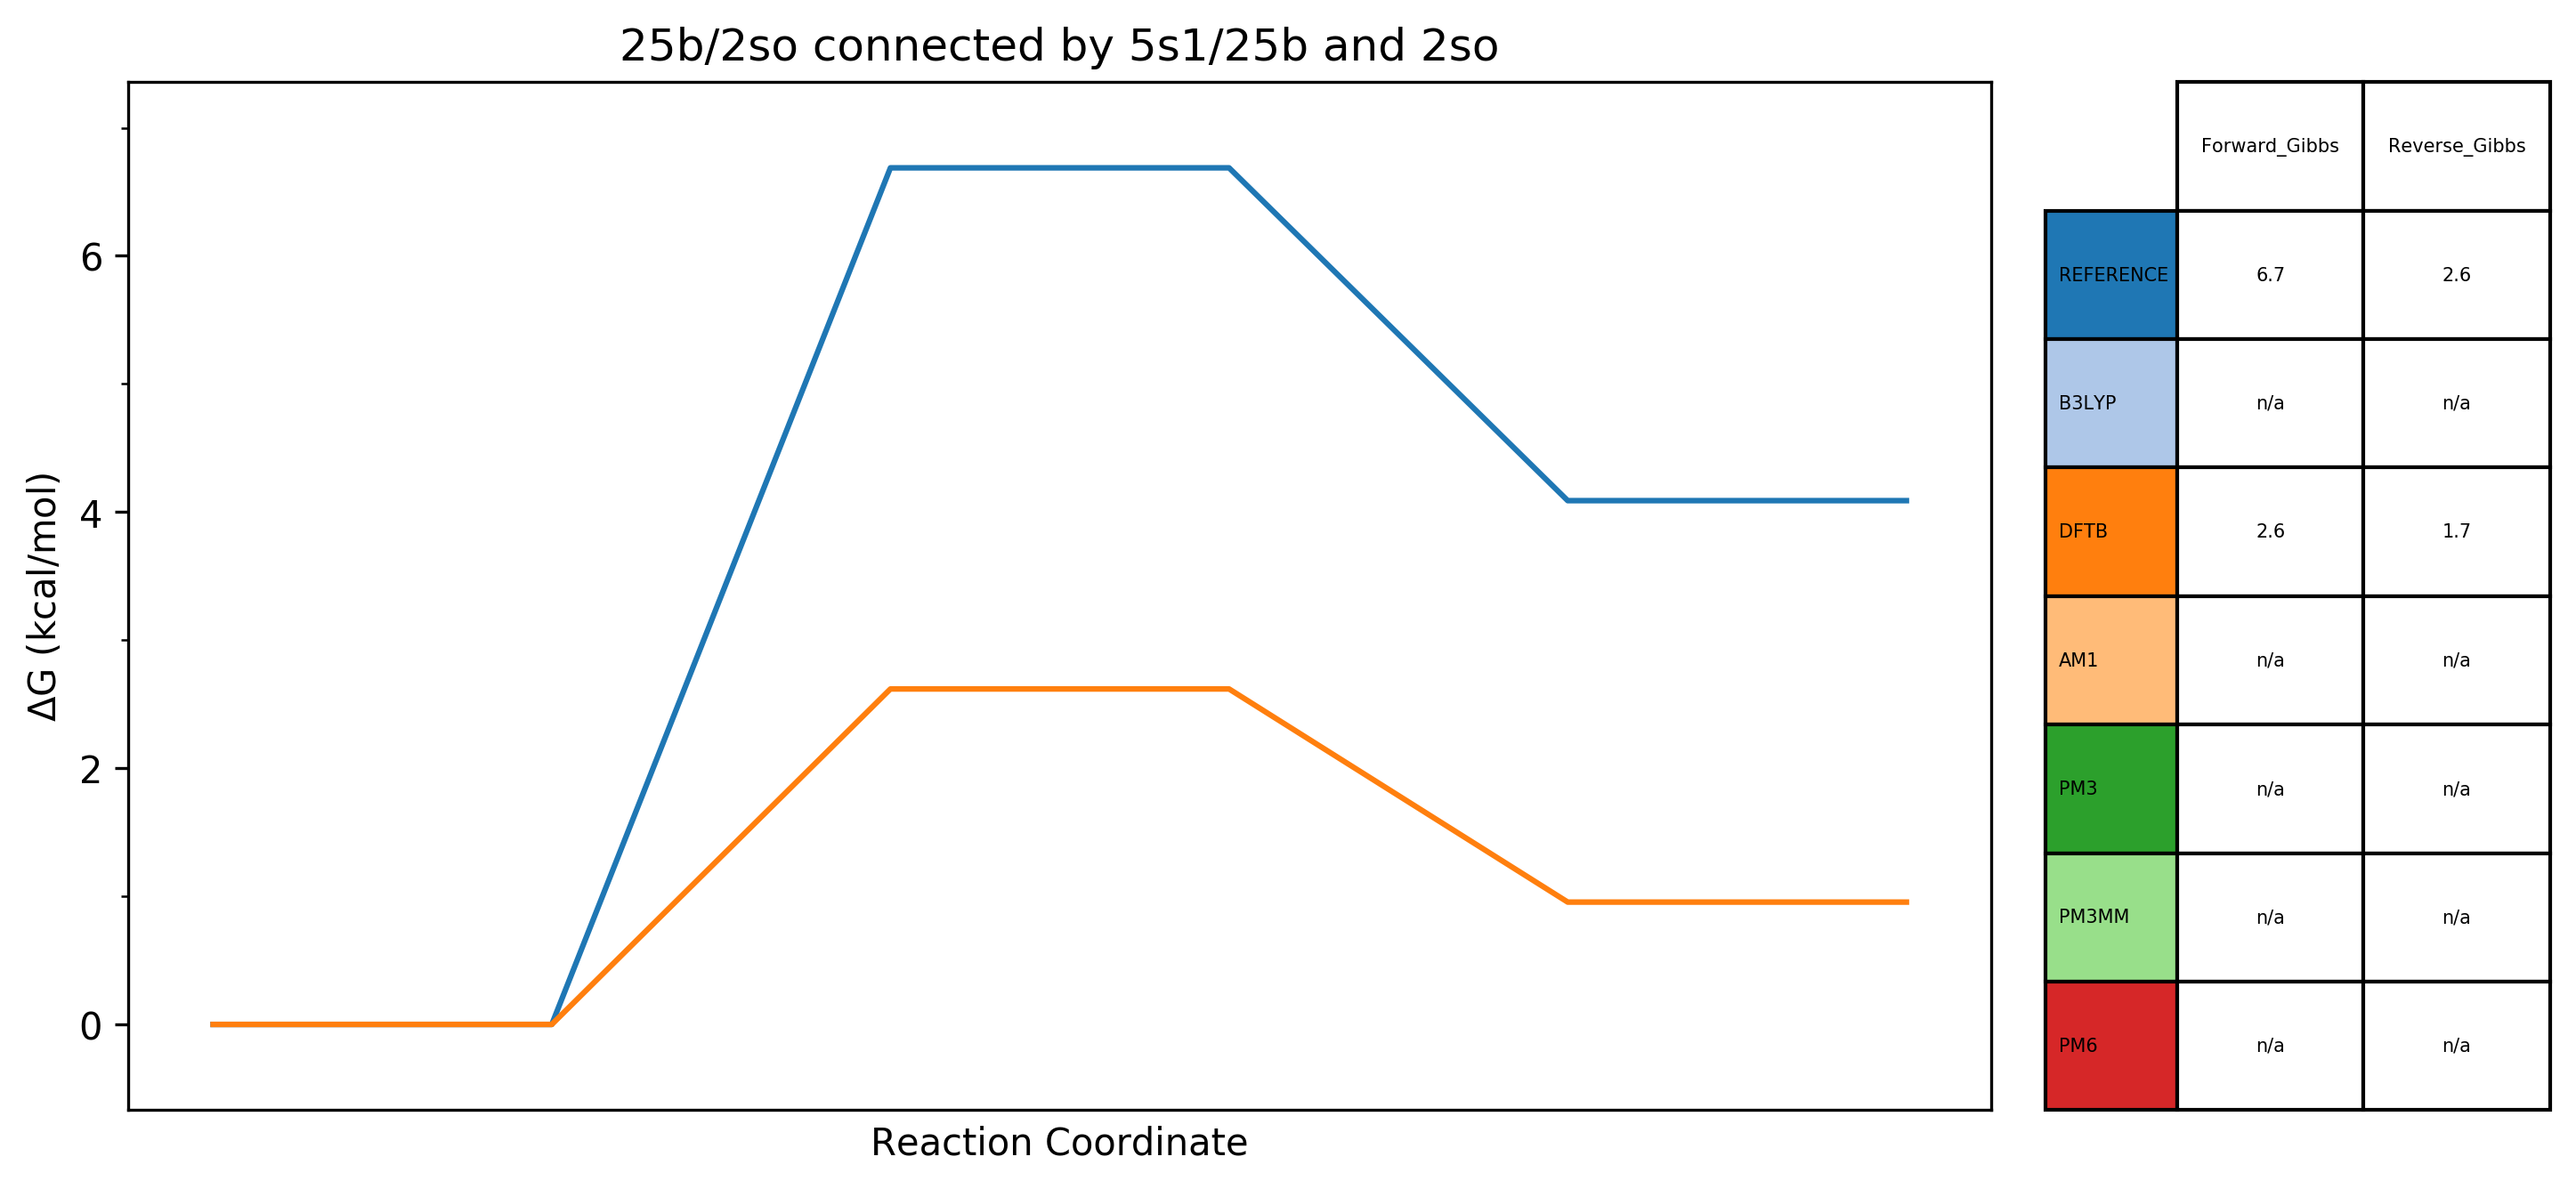 25b/2so connected by 5s1/25b and 2so
ΔG (kcal/mol)
6
4
2
0
Reaction Coordinate
Forward_Gibbs Reverse_Gibbs
REFERENCE 6.7 2.6
B3LYP n/a n/a
DFTB 2.6 1.7
AM1 n/a n/a
PM3 n/a n/a
PM3MM n/a n/a
PM6 n/a n/a